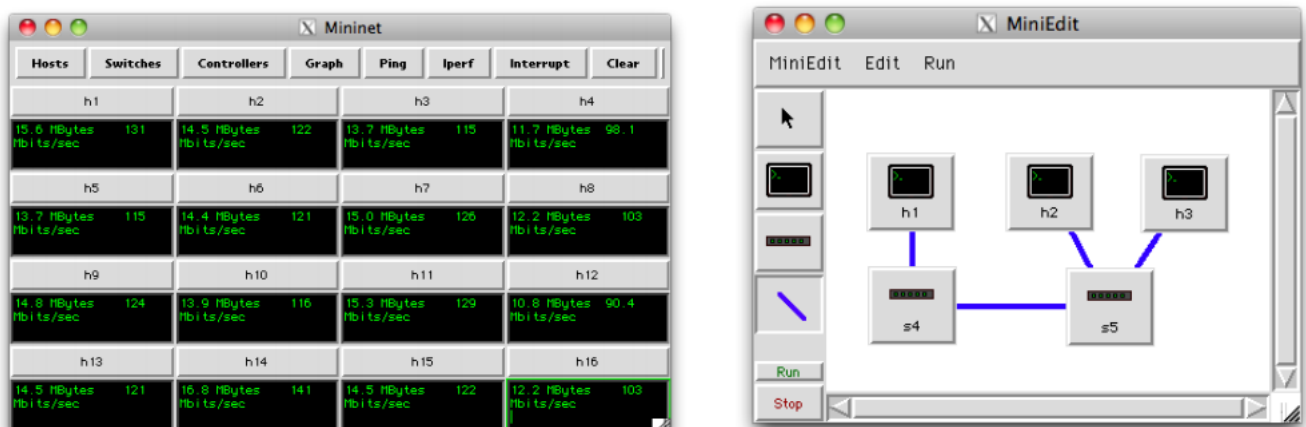 Mininet
Hosts Switches Controllers Graph Ping Iperf Interrupt Clear
h1 h2 h3 h4
15.6 MBytes 131 14.5 MBytes 122 13.7 MBytes 115 11.7 MBytes 98.1
Mbits/sec Mbits/sec Mbits/sec Mbits/sec
h5 h6 h7 h8
13.7 MBytes 115 14.4 MBytes 121 15.0 MBytes 126 12.2 MBytes 103
Mbits/sec Mbits/sec Mbits/sec Mbits/sec
h9 h10 h11 h12
14.8 MBytes 124 13.9 MBytes 116 15.3 MBytes 129 10.8 MBytes 90.4
Mbits/sec Mbits/sec Mbits/sec Mbits/sec
h13 h14 h15 h16
14.5 MBytes 121 16.8 MBytes 141 14.5 MBytes 122 12.2 MBytes 103
Mbits/sec Mbits/sec Mbits/sec Mbits/sec
MiniEdit
MiniEdit Edit Run
h1 h2 h3
s4 s5
Run
Stop